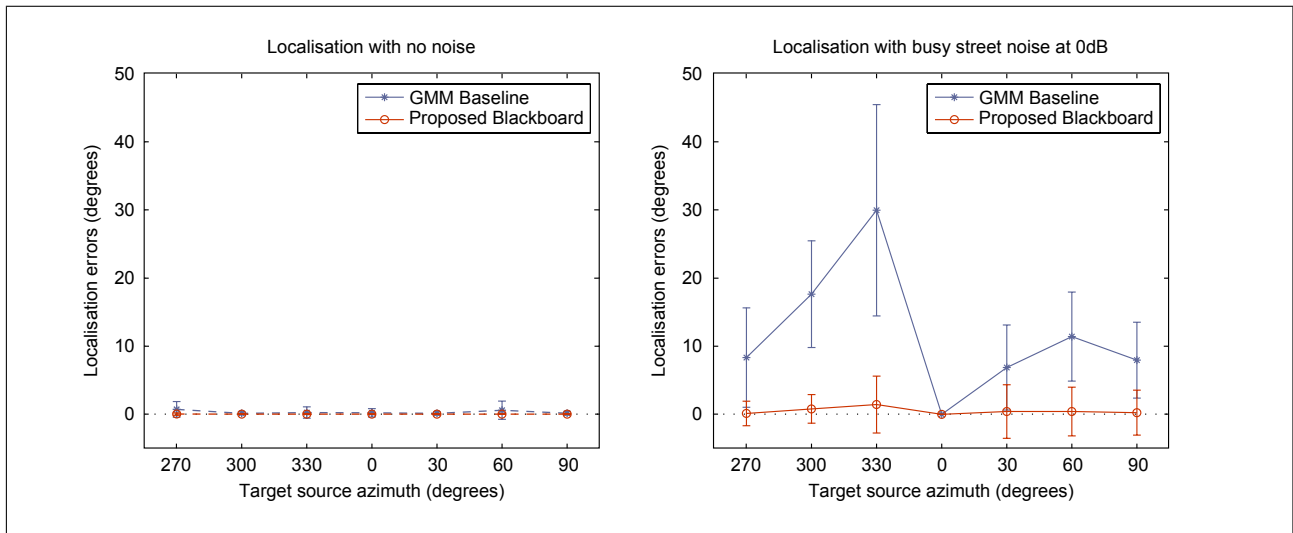 Localisation with no noise
50
40
30
20
10
0
Localisation errors (degrees)
GMM Baseline
Proposed Blackboard
270 300 330 0 30 60 90
Target source azimuth (degrees)
Localisation with busy street noise at 0dB
50
40
30
20
10
0
Localisation errors (degrees)
GMM Baseline
Proposed Blackboard
270 300 330 0 30 60 90
Target source azimuth (degrees)